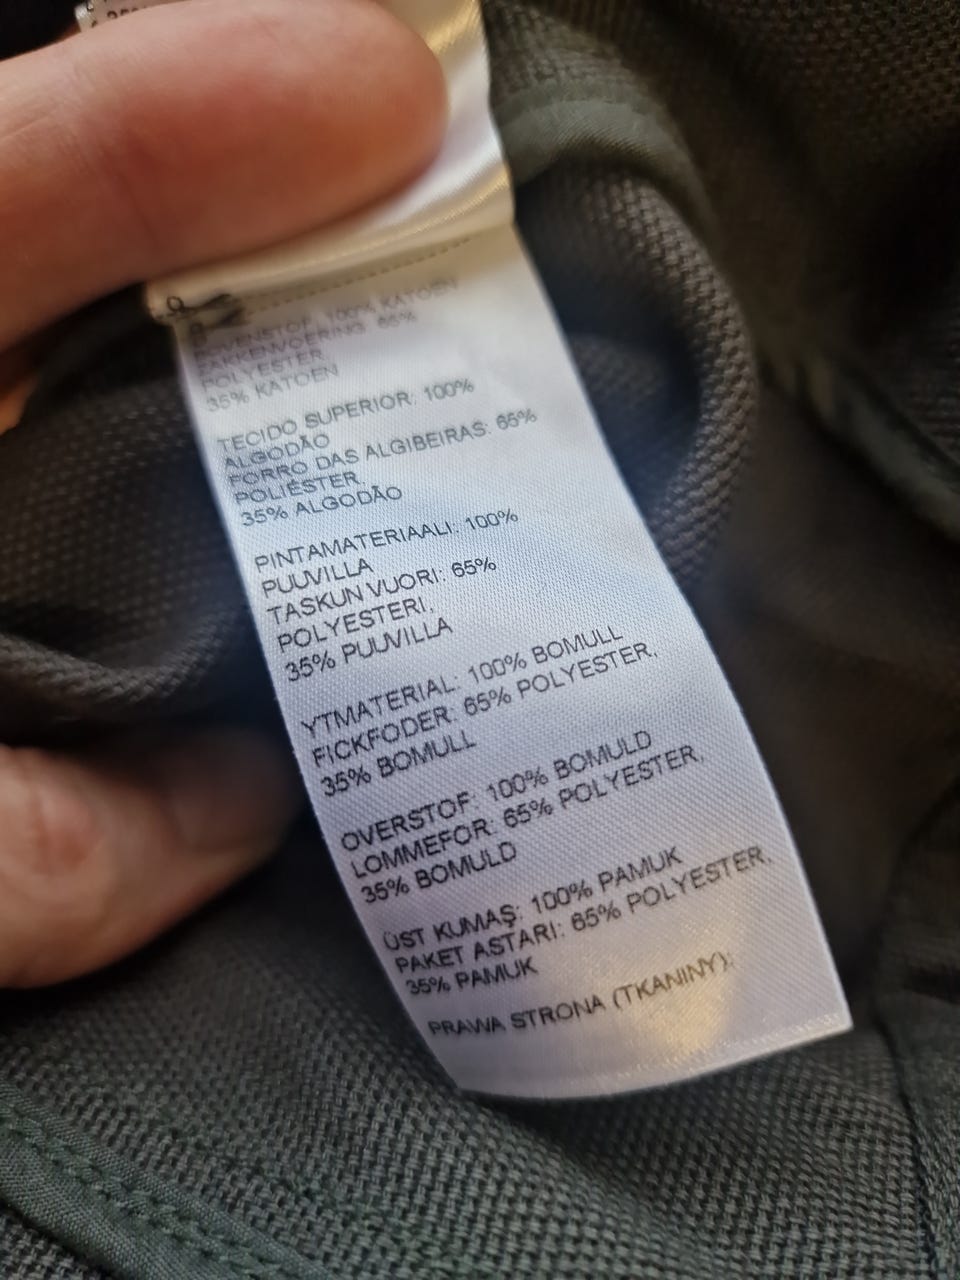 BOVENSTOF: 100% KATOEN
ZAKKENVOERING: 65%
POLYESTER,
35% KATOEN
TECIDO SUPERIOR: 100%
ALGODÃO
FORRO DAS ALGIBEIRAS: 65%
POLIÉSTER,
35% ALGODÃO
PINTAMATERIAALI: 100%
PUUVILLA
TASKUN VUORI: 65%
POLYESTERI,
35% PUUVILLA
YTMATERIAL: 100% BOMULL
FICKFODER: 65% POLYESTER,
35% BOMULL
OVERSTOF: 100% BOMULD
LOMMEFOR: 65% POLYESTER,
35% BOMULD
ÜST KUMAŞ: 100% PAMUK
PAKET ASTARI: 65% POLYESTER,
35% PAMUK
PRAWA STRONA (TKANINY):